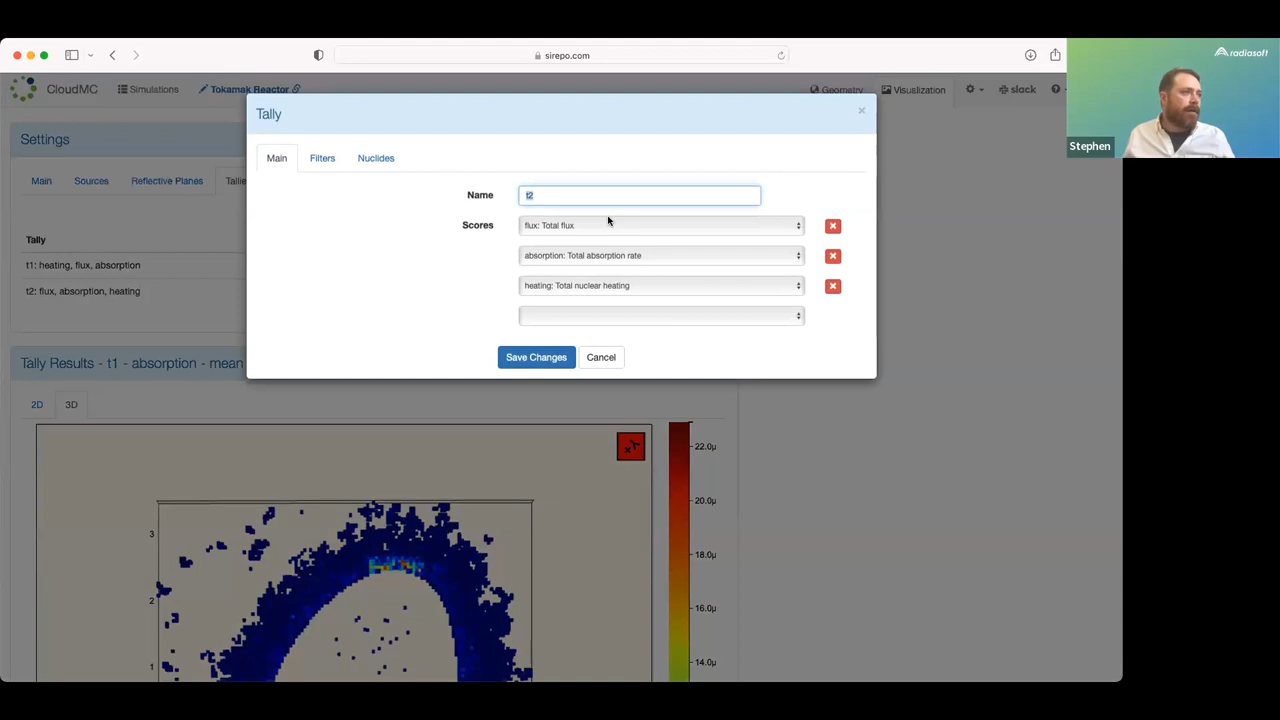 sirepo.com
radiasoft
CloudMC
Simulations
Tokamak Reactor
Geometry
Visualization
slack
Stephen
Settings
Main
Sources
Reflective Planes
Tallie
Tally
t1: heating, flux, absorption
t2: flux, absorption, heating
Tally
×
Main
Filters
Nuclides
Name
t2
Scores
flux: Total flux
absorption: Total absorption rate
heating: Total nuclear heating
Save Changes
Cancel
Tally Results - t1 - absorption - mean
2D
3D
3
2
1
22.0μ
20.0μ
18.0μ
16.0μ
14.0μ